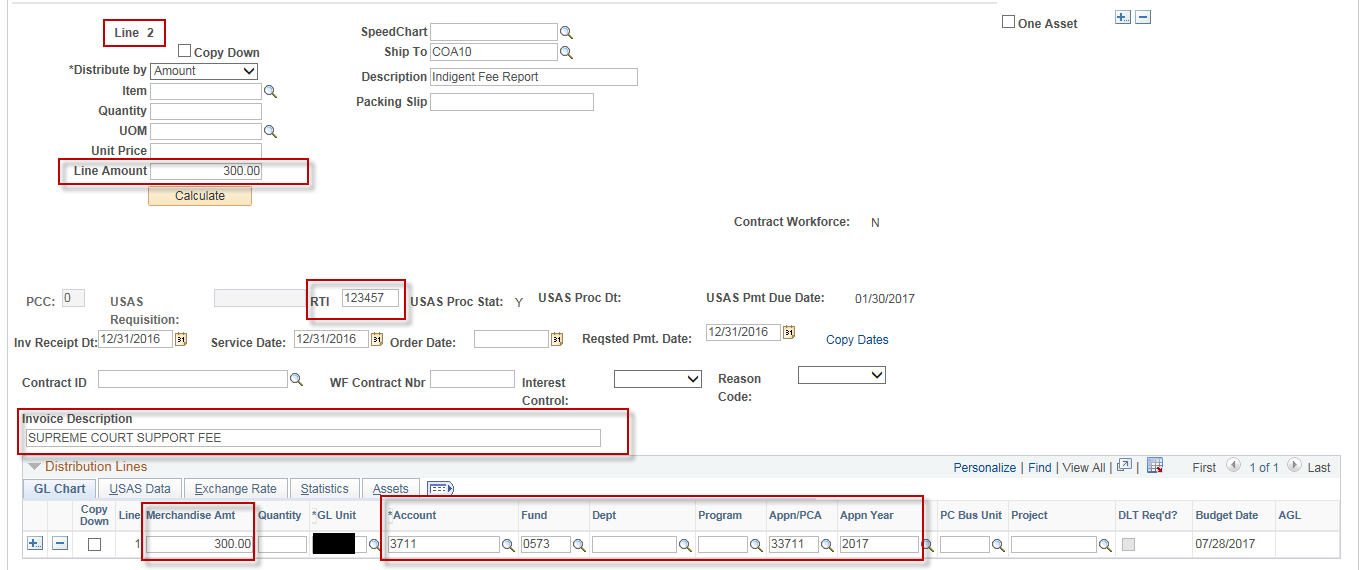 Line 2
SpeedChart
One Asset
Copy Down
Ship To COA10
*Distribute by Amount
Description Indigent Fee Report
Item
Packing Slip
Quantity
UOM
Unit Price
Line Amount 300.00
Calculate
Contract Workforce: N
PCC: 0 USAS Requisition: RTI 123457 USAS Proc Stat: Y USAS Proc Dt: USAS Pmt Due Date: 01/30/2017
Inv Receipt Dt: 12/31/2016 Service Date: 12/31/2016 Order Date: Reqsted Pmt. Date: 12/31/2016 Copy Dates
Contract ID WF Contract Nbr Interest Control: Reason Code:
Invoice Description
SUPREME COURT SUPPORT FEE
Distribution Lines Personalize | Find | View All | | First 1 of 1 Last
GL Chart USAS Data Exchange Rate Statistics Assets
Copy Down Line Merchandise Amt Quantity *GL Unit *Account Fund Dept Program Appn/PCA Appn Year PC Bus Unit Project DLT Req'd? Budget Date AGL
1 300.00 3711 0573 33711 2017 07/28/2017